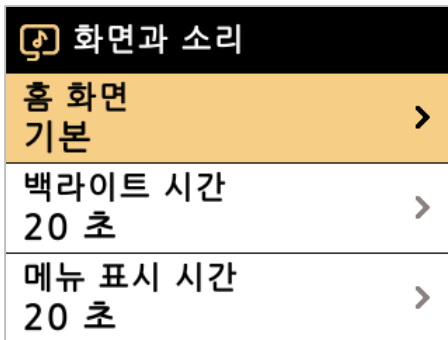 화면과 소리
홈 화면
기본
백라이트 시간
20 초
메뉴 표시 시간
20 초